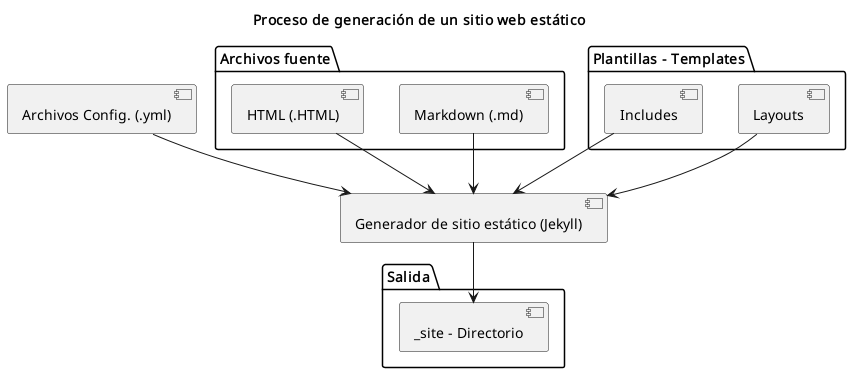 Proceso de generación de un sitio web estático
Archivos fuente
Plantillas - Templates
Archivos Config. (.yml)
HTML (.HTML)
Markdown (.md)
Includes
Layouts
Generador de sitio estático (Jekyll)
Salida
_site - Directorio